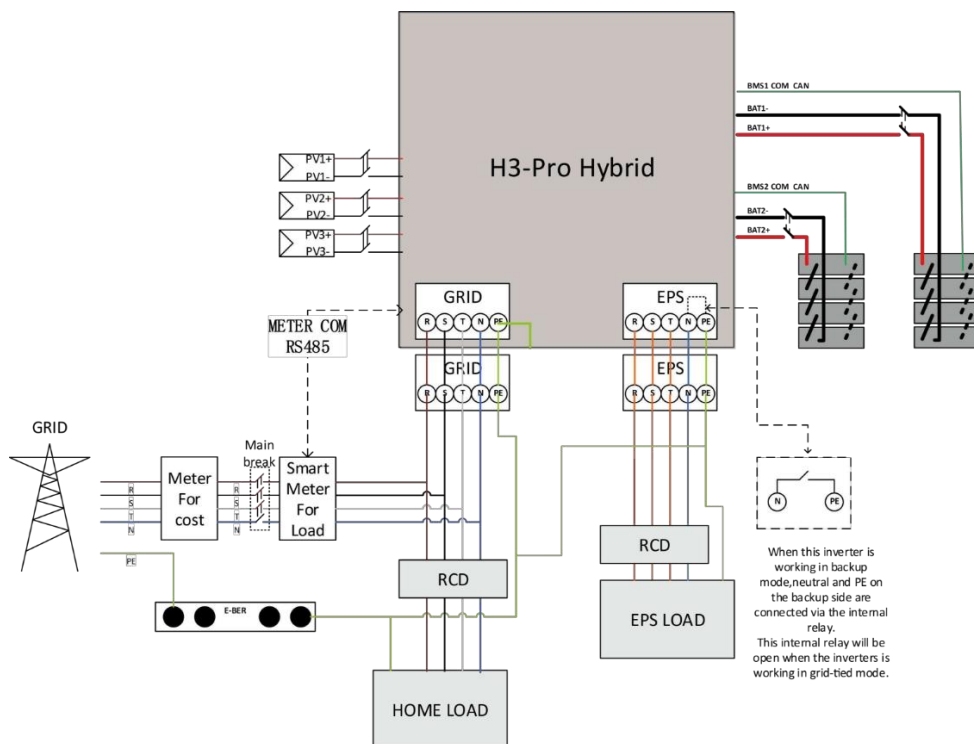 H3-Pro Hybrid
BMS1 COM CAN
BAT1-
BAT1+
BMS2 COM CAN
BAT2-
BAT2+
PV1+
PV1-
PV2+
PV2-
PV3+
PV3-
GRID
R S T N PE
EPS
R S T N PE
METER COM
RS485
GRID
R S T N PE
EPS
R S T N PE
GRID
Meter
For
cost
Main
break
Smart
Meter
For
Load
R
S
T
N
R
S
T
N
PE
E-BER
RCD
HOME LOAD
RCD
EPS LOAD
N
PE
When this inverter is
working in backup
mode,neutral and PE on
the backup side are
connected via the internal
relay.
This internal relay will be
open when the inverters is
working in grid-tied mode.